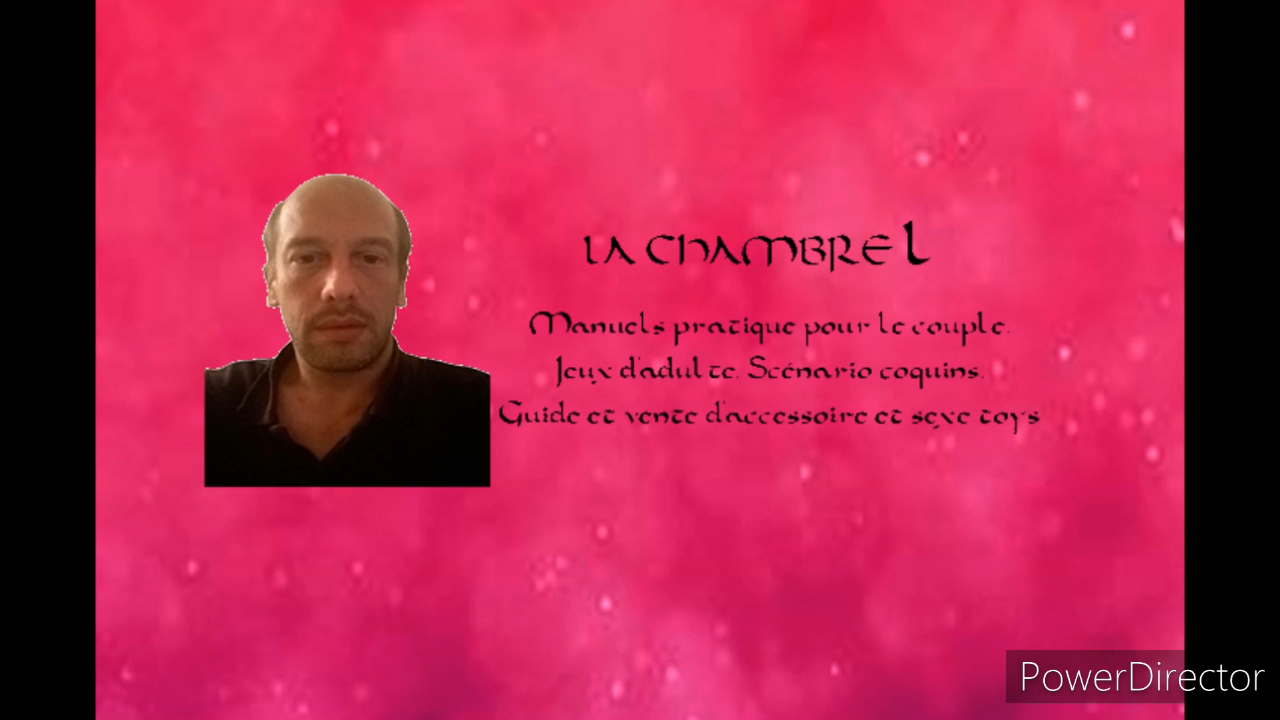 LA CHAMBRE L
Manuels pratique pour le couple.
Jeux d'adulte. Scénario coquins.
Guide et vente d'accessoire et sexe toys
PowerDirector